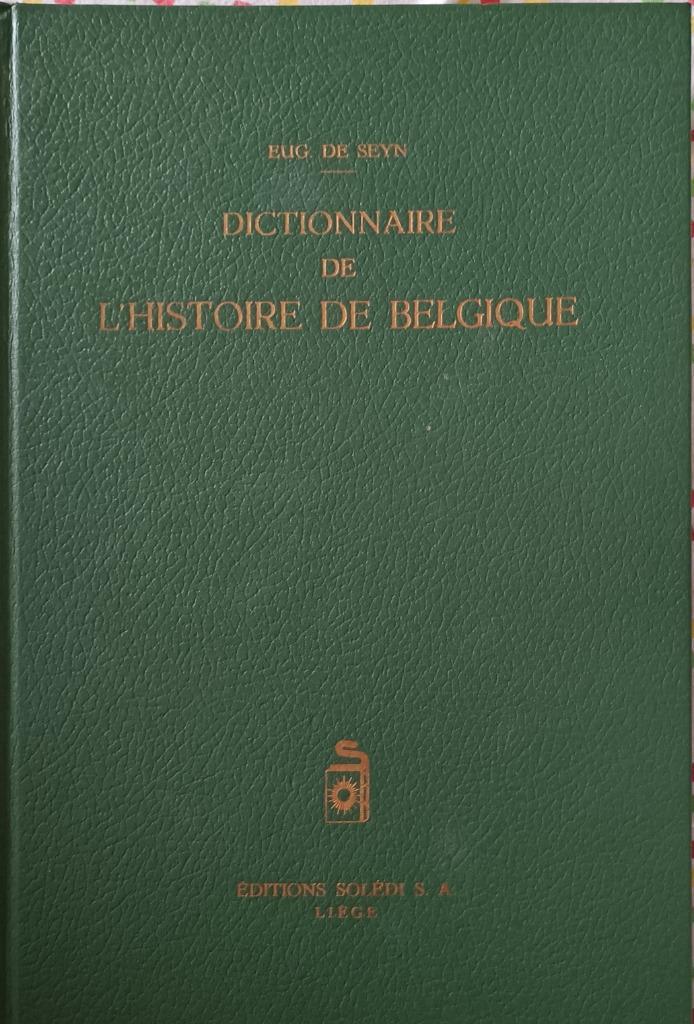 EUG. DE SEYN
DICTIONNAIRE
DE
L'HISTOIRE DE BELGIQUE
S
ÉDITIONS SOLÉDI S. A.
LIÈGE